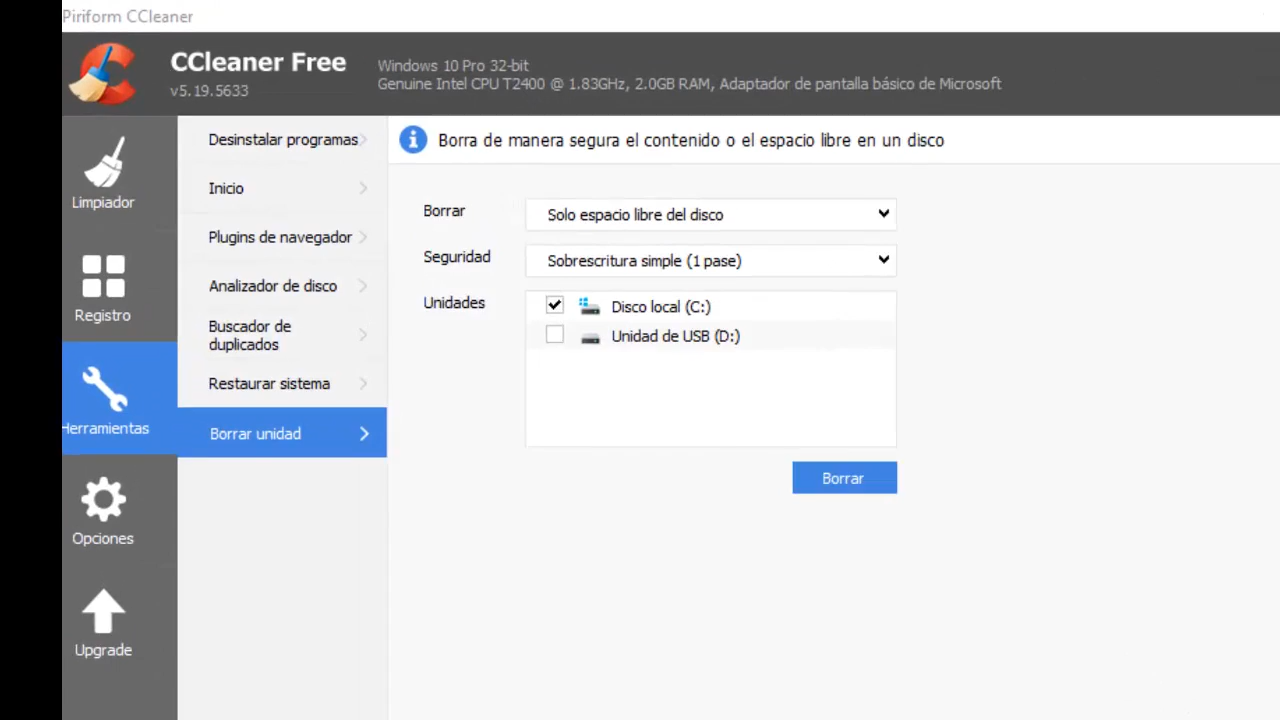 Piriform CCleaner
CCleaner Free
v5.19.5633
Windows 10 Pro 32-bit
Genuine Intel CPU T2400 @ 1.83GHz, 2.0GB RAM, Adaptador de pantalla básico de Microsoft
Limpiador
Registro
Herramientas
Opciones
Upgrade
Desinstalar programas
Inicio
Plugins de navegador
Analizador de disco
Buscador de
duplicados
Restaurar sistema
Borrar unidad
Borra de manera segura el contenido o el espacio libre en un disco
Borrar
Solo espacio libre del disco
Seguridad
Sobrescritura simple (1 pase)
Unidades
Disco local (C:)
Unidad de USB (D:)
Borrar